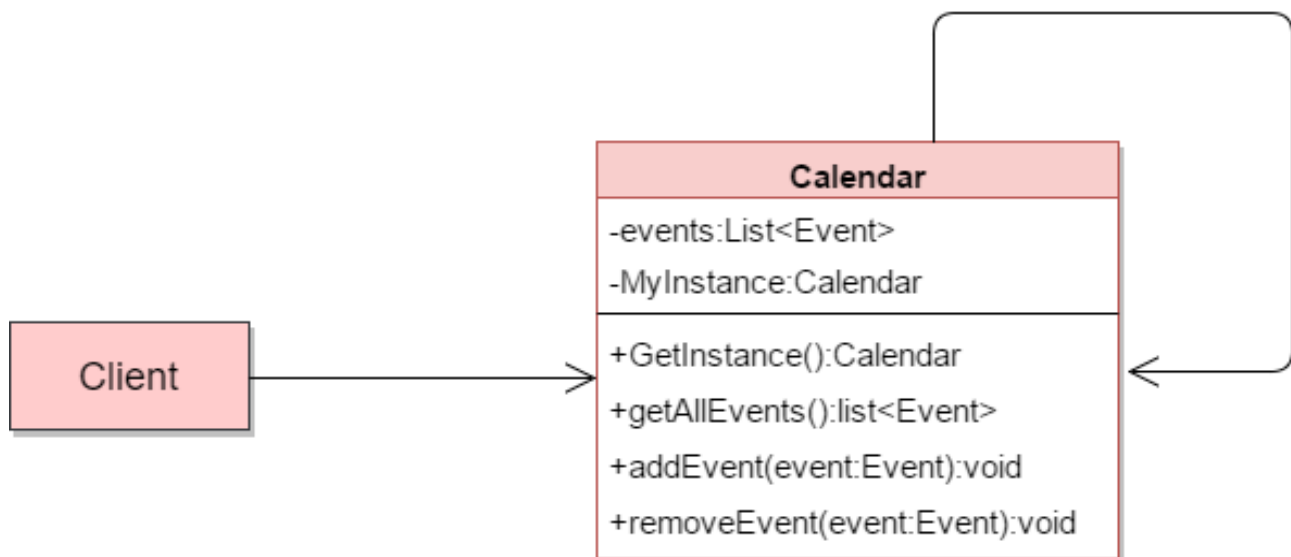 Calendar
-events:List<Event>
-MyInstance:Calendar
Client
+GetInstance():Calendar
+getAllEvents():list<Event>
+addEvent(event:Event):void
+removeEvent(event:Event):void